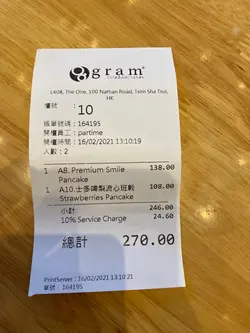 gram
CAFE & PANCAKES
L408, The One, 100 Nathan Road, Tsim Sha Tsui,
HK
檯號 : 10
賬單號碼 : 164195
開檯員工 : partime
開檯時間 : 16/02/2021 13:10:19
人數 : 2
1 A8. Premium Smile 138.00
Pancake
1 A10.士多啤梨流心班戟 108.00
Strawberries Pancake
小計 246.00
10% Service Charge 24.60
總計 270.00
PrintServer : 16/02/2021 13:10:21
單號 : 164195